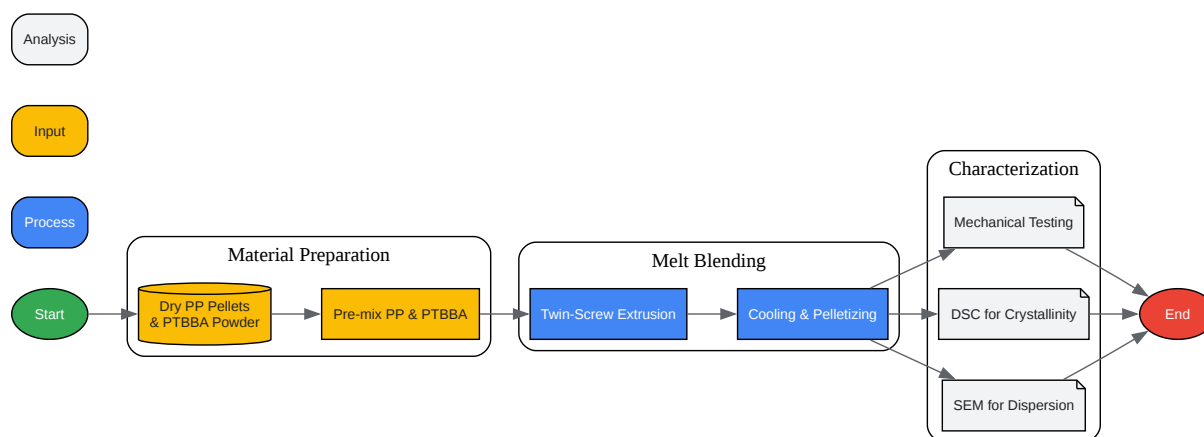 Analysis
Input
Process
Start
Material Preparation
Dry PP Pellets
& PTBBA Powder
Pre-mix PP & PTBBA
Melt Blending
Twin-Screw Extrusion
Cooling & Pelletizing
Characterization
Mechanical Testing
DSC for Crystallinity
SEM for Dispersion
End